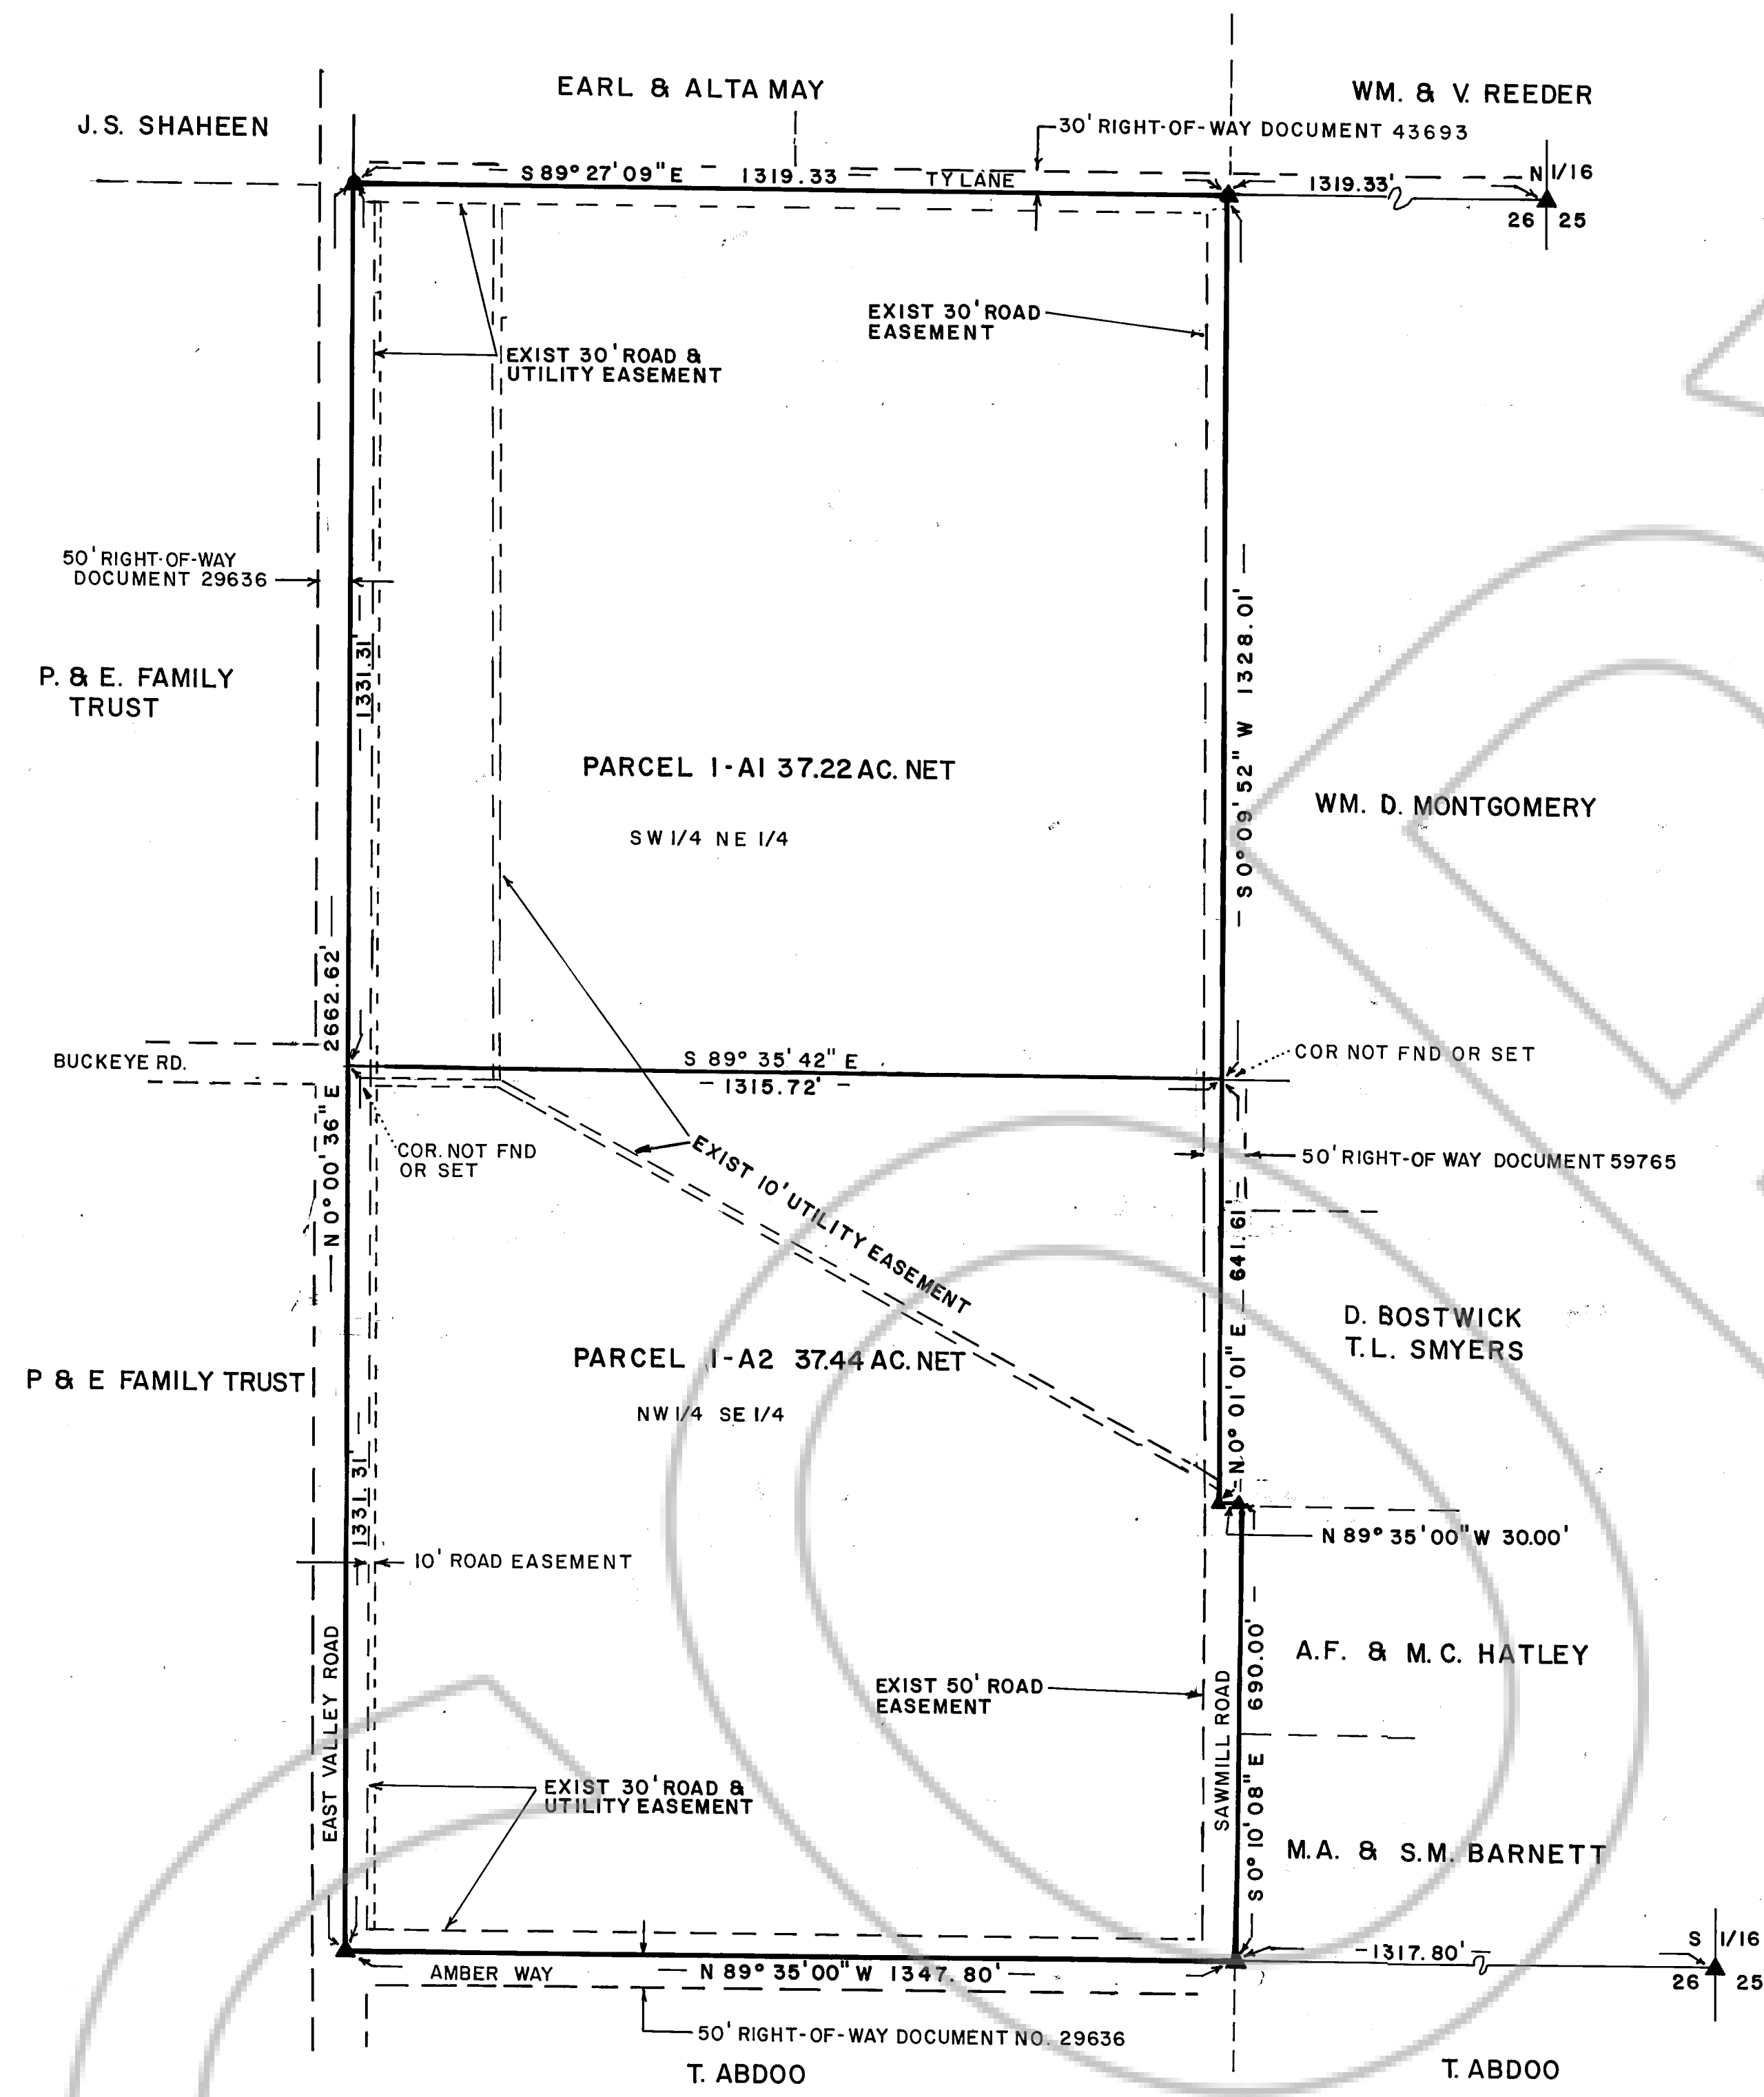 EARL & ALTA MAY
WM. & V. REEDER
J.S. SHAHEEN
30' RIGHT-OF-WAY DOCUMENT 43693
S 89° 27' 09" E 1319.33
TY LANE
1319.33'
N 1/16
26 25
EXIST 30' ROAD
EASEMENT
EXIST 30' ROAD &
UTILITY EASEMENT
50' RIGHT-OF-WAY
DOCUMENT 29636
1331.31'
S 0° 09' 52" W 1328.01'
P. & E. FAMILY
TRUST
PARCEL 1-A1 37.22 AC. NET
WM. D. MONTGOMERY
SW 1/4 NE 1/4
N 0° 00' 36" E 2662.62'
BUCKEYE RD.
S 89° 35' 42" E
1315.72'
COR NOT FND OR SET
COR. NOT FND
OR SET
EXIST 10' UTILITY EASEMENT
50' RIGHT-OF WAY DOCUMENT 59765
N 0° 01' 01" E 641.61'
D. BOSTWICK
T.L. SMYERS
PARCEL 1-A2 37.44 AC. NET
P & E FAMILY TRUST
NW 1/4 SE 1/4
1331.31'
N 89° 35' 00" W 30.00'
10' ROAD EASEMENT
A.F. & M.C. HATLEY
EXIST 50' ROAD
EASEMENT
EAST VALLEY ROAD
SAWMILL ROAD
S 0° 10' 08" E 690.00'
EXIST 30' ROAD &
UTILITY EASEMENT
M.A. & S.M. BARNETT
AMBER WAY
N 89° 35' 00" W 1347.80'
1317.80'
S 1/16
26 25
50' RIGHT-OF-WAY DOCUMENT NO. 29636
T. ABDOO
T. ABDOO